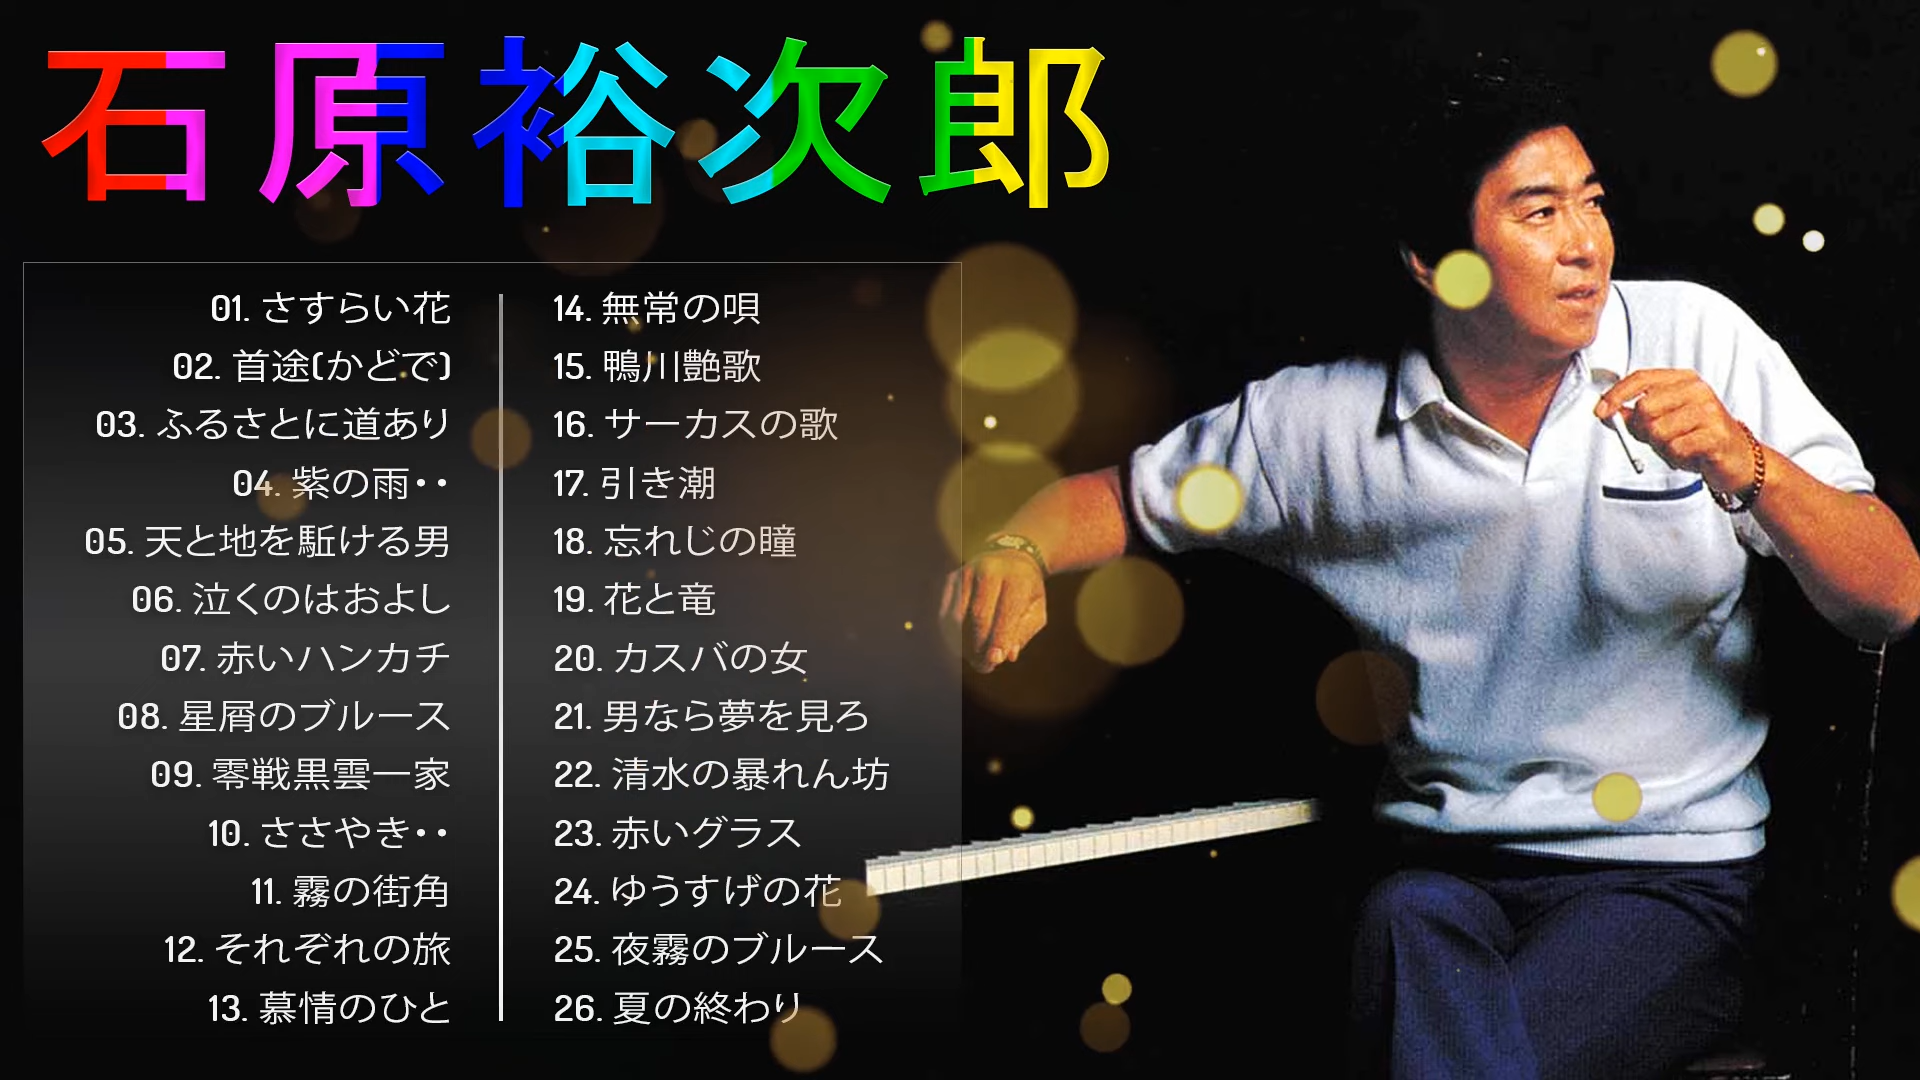 石原裕次郎
01. さすらい花
02. 首途(かどで)
03. ふるさとに道あり
04. 紫の雨・・
05. 天と地を駈ける男
06. 泣くのはおよし
07. 赤いハンカチ
08. 星屑のブルース
09. 零戦黒雲一家
10. ささやき・・
11. 霧の街角
12. それぞれの旅
13. 慕情のひと
14. 無常の唄
15. 鴨川艶歌
16. サーカスの歌
17. 引き潮
18. 忘れじの瞳
19. 花と竜
20. カスバの女
21. 男なら夢を見ろ
22. 清水の暴れん坊
23. 赤いグラス
24. ゆうすげの花
25. 夜霧のブルース
26. 夏の終わり